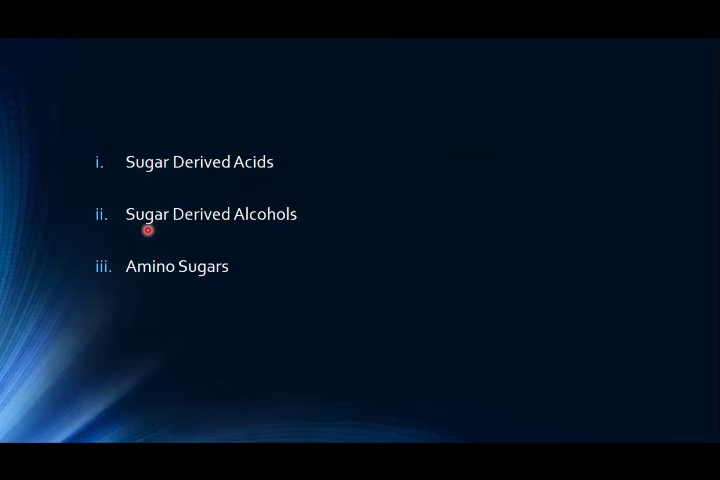 i. Sugar Derived Acids
ii. Sugar Derived Alcohols
iii. Amino Sugars